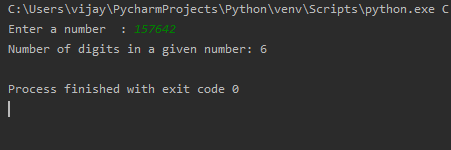 C:\Users\vijay\PycharmProjects\Python\venv\Scripts\python.exe C
Enter a number  : 157642
Number of digits in a given number: 6
Process finished with exit code 0